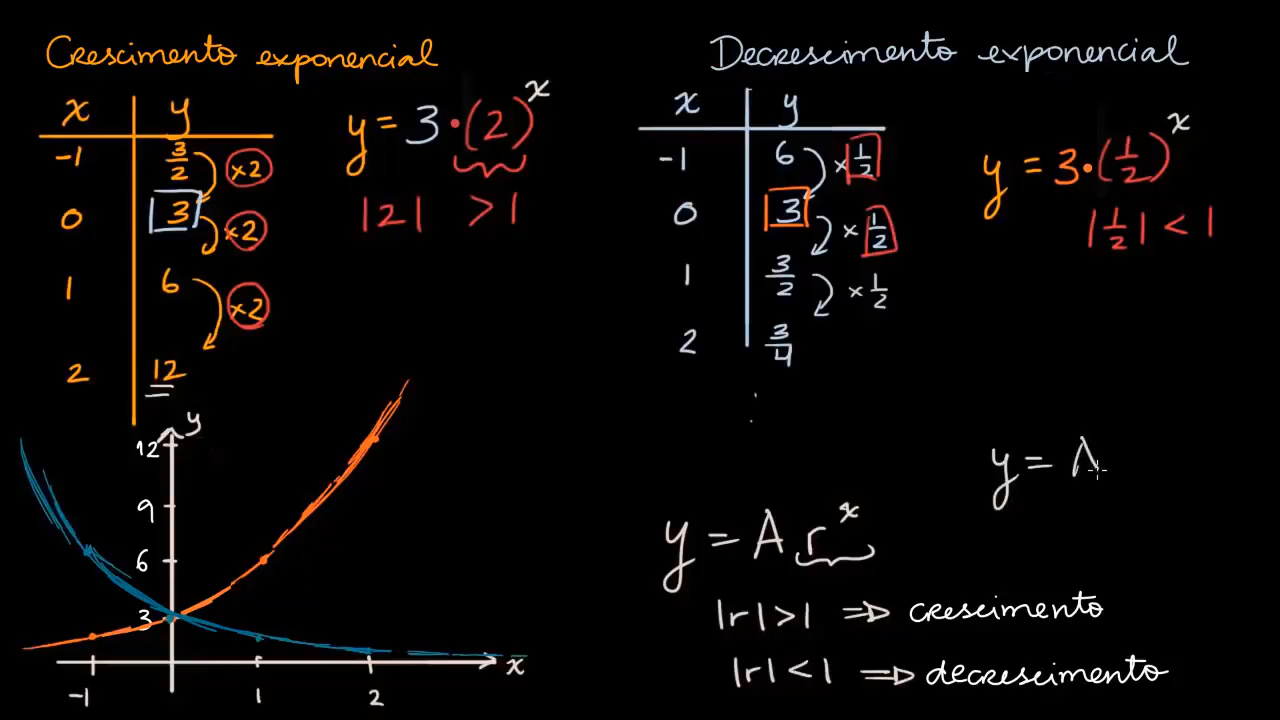 Crescimento exponencial
x y
-1 3/2 ×2
0 3 ×2
1 6 ×2
2 12
y = 3 · (2)^x
|2| > 1
Decrescimento exponencial
x y
-1 6 × 1/2
0 3 × 1/2
1 3/2 × 1/2
2 3/4
y = 3 · (1/2)^x
|1/2| < 1
y
12
9
6
3
-1 1 2
x
y =
y = A r^x
|r| > 1 ⇒ crescimento
|r| < 1 ⇒ decrescimento